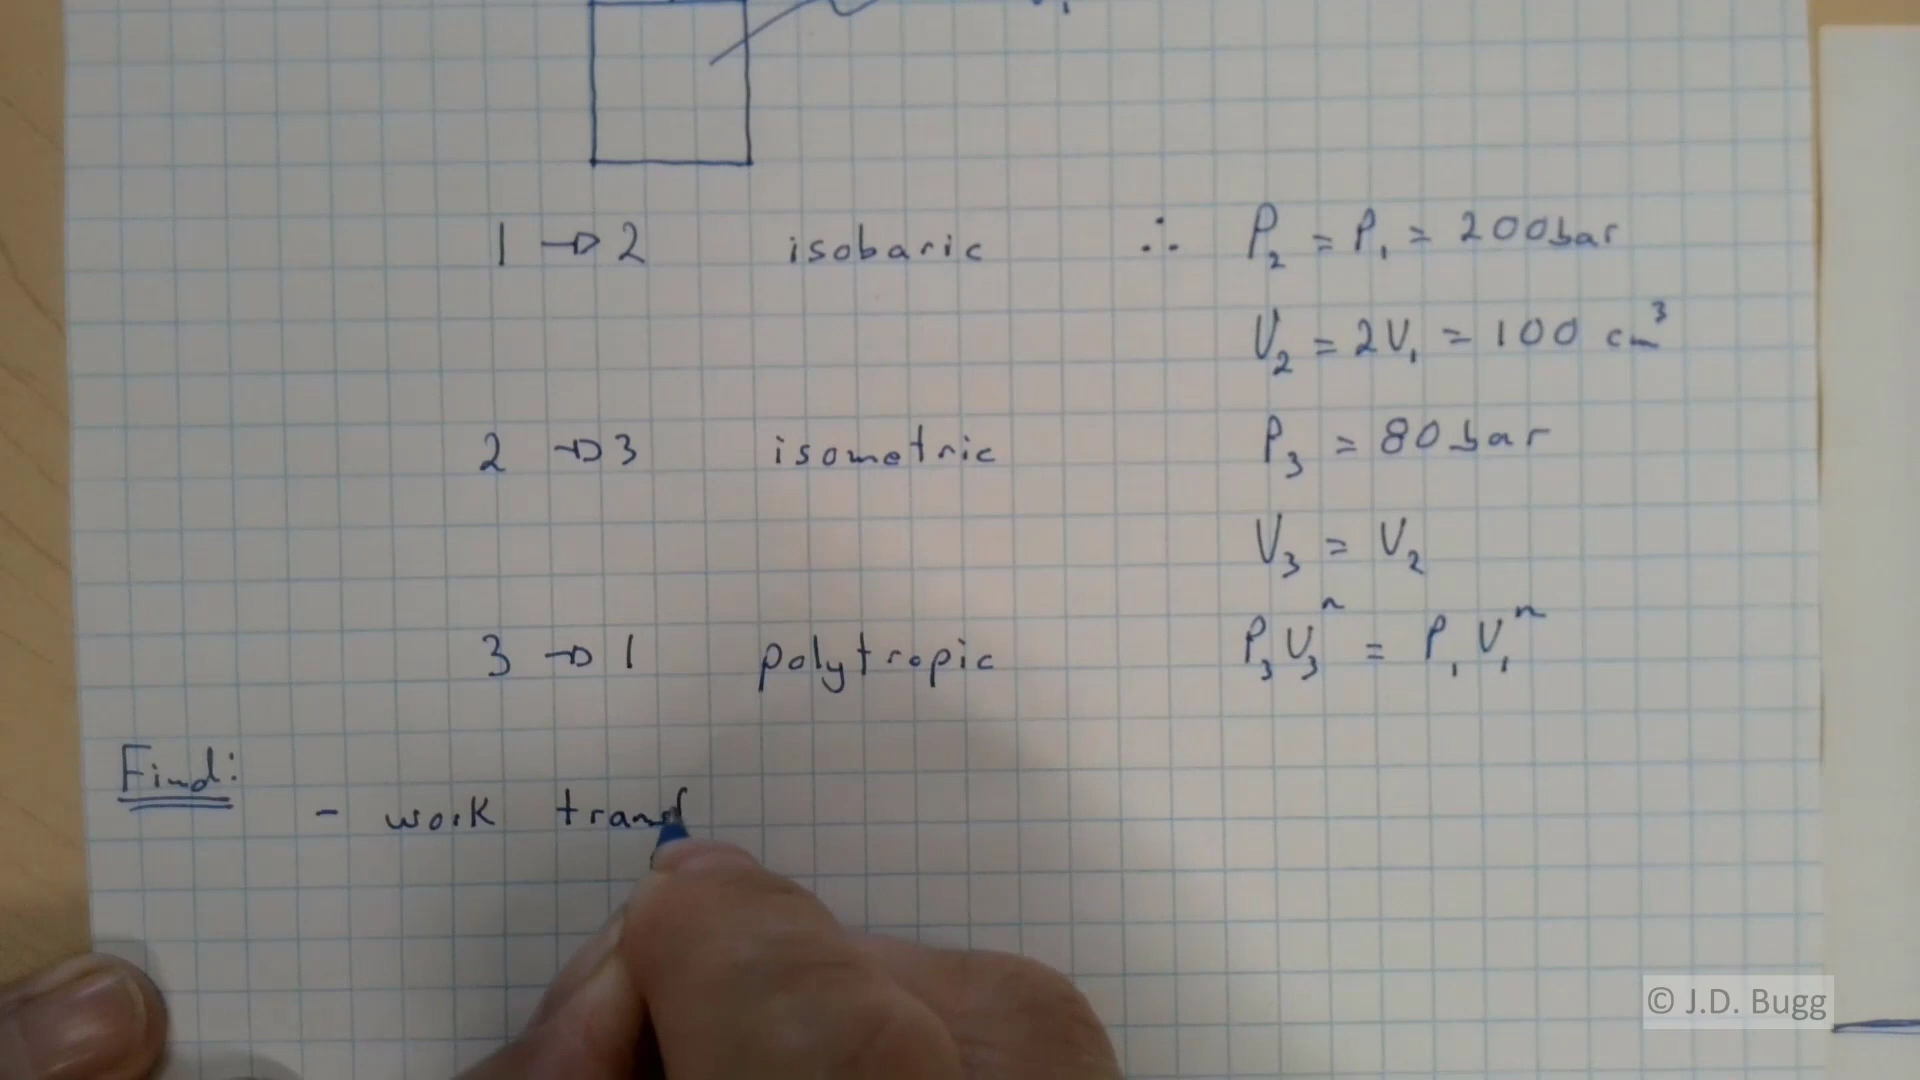 1 → 2 isobaric ∴ P₂ = P₁ = 200 bar
V₂ = 2V₁ = 100 cm³
2 → 3 isometric P₃ = 80 bar
V₃ = V₂
3 → 1 polytropic P₃V₃ⁿ = P₁V₁ⁿ
Find:
- work transf
© J.D. Bugg